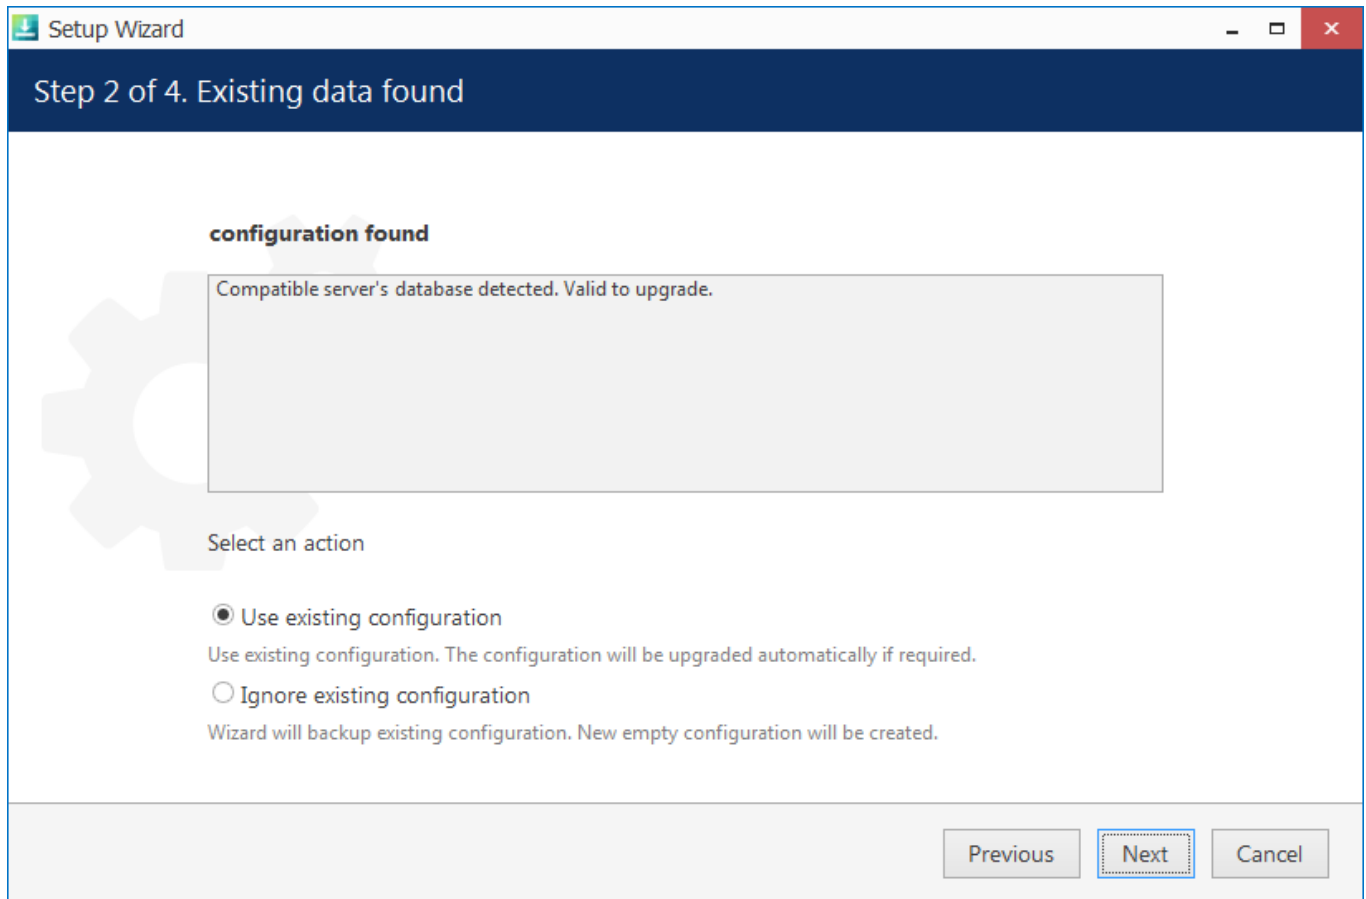 Setup Wizard
Step 2 of 4. Existing data found
configuration found
Compatible server's database detected. Valid to upgrade.
Select an action
Use existing configuration
Use existing configuration. The configuration will be upgraded automatically if required.
Ignore existing configuration
Wizard will backup existing configuration. New empty configuration will be created.
Previous Next Cancel